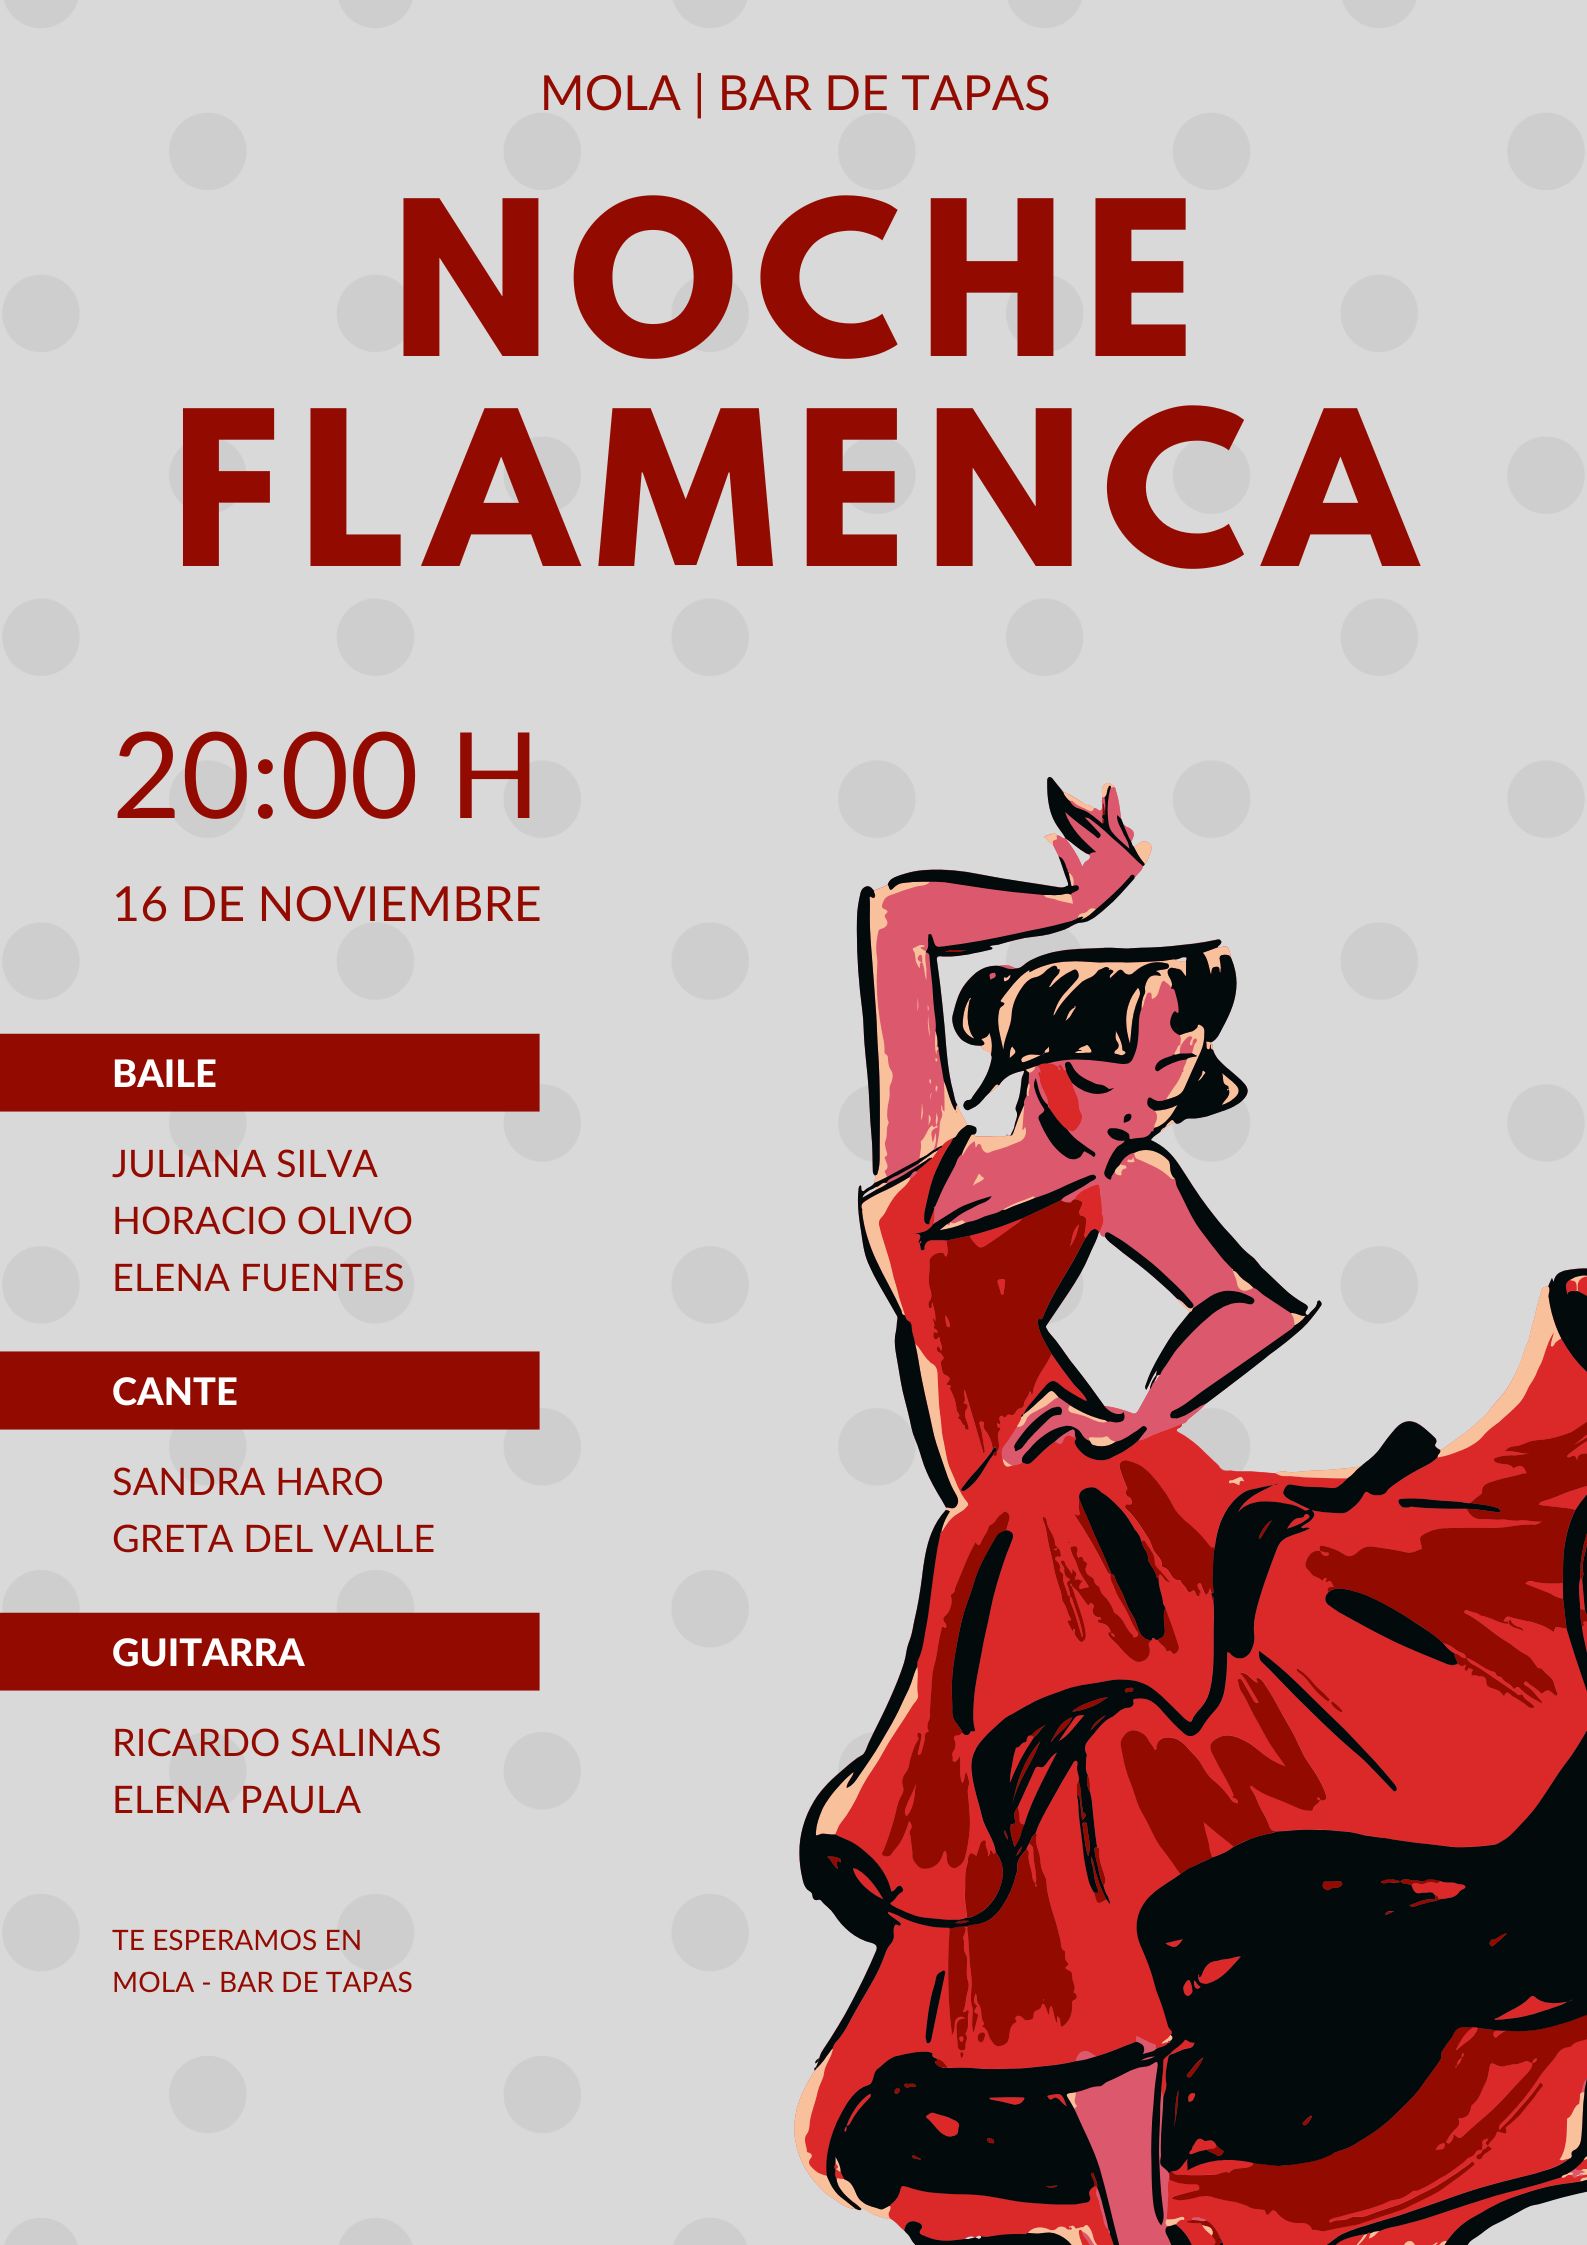 MOLA | BAR DE TAPAS
NOCHE
FLAMENCA
20:00 H
16 DE NOVIEMBRE
BAILE
JULIANA SILVA
HORACIO OLIVO
ELENA FUENTES
CANTE
SANDRA HARO
GRETA DEL VALLE
GUITARRA
RICARDO SALINAS
ELENA PAULA
TE ESPERAMOS EN
MOLA - BAR DE TAPAS